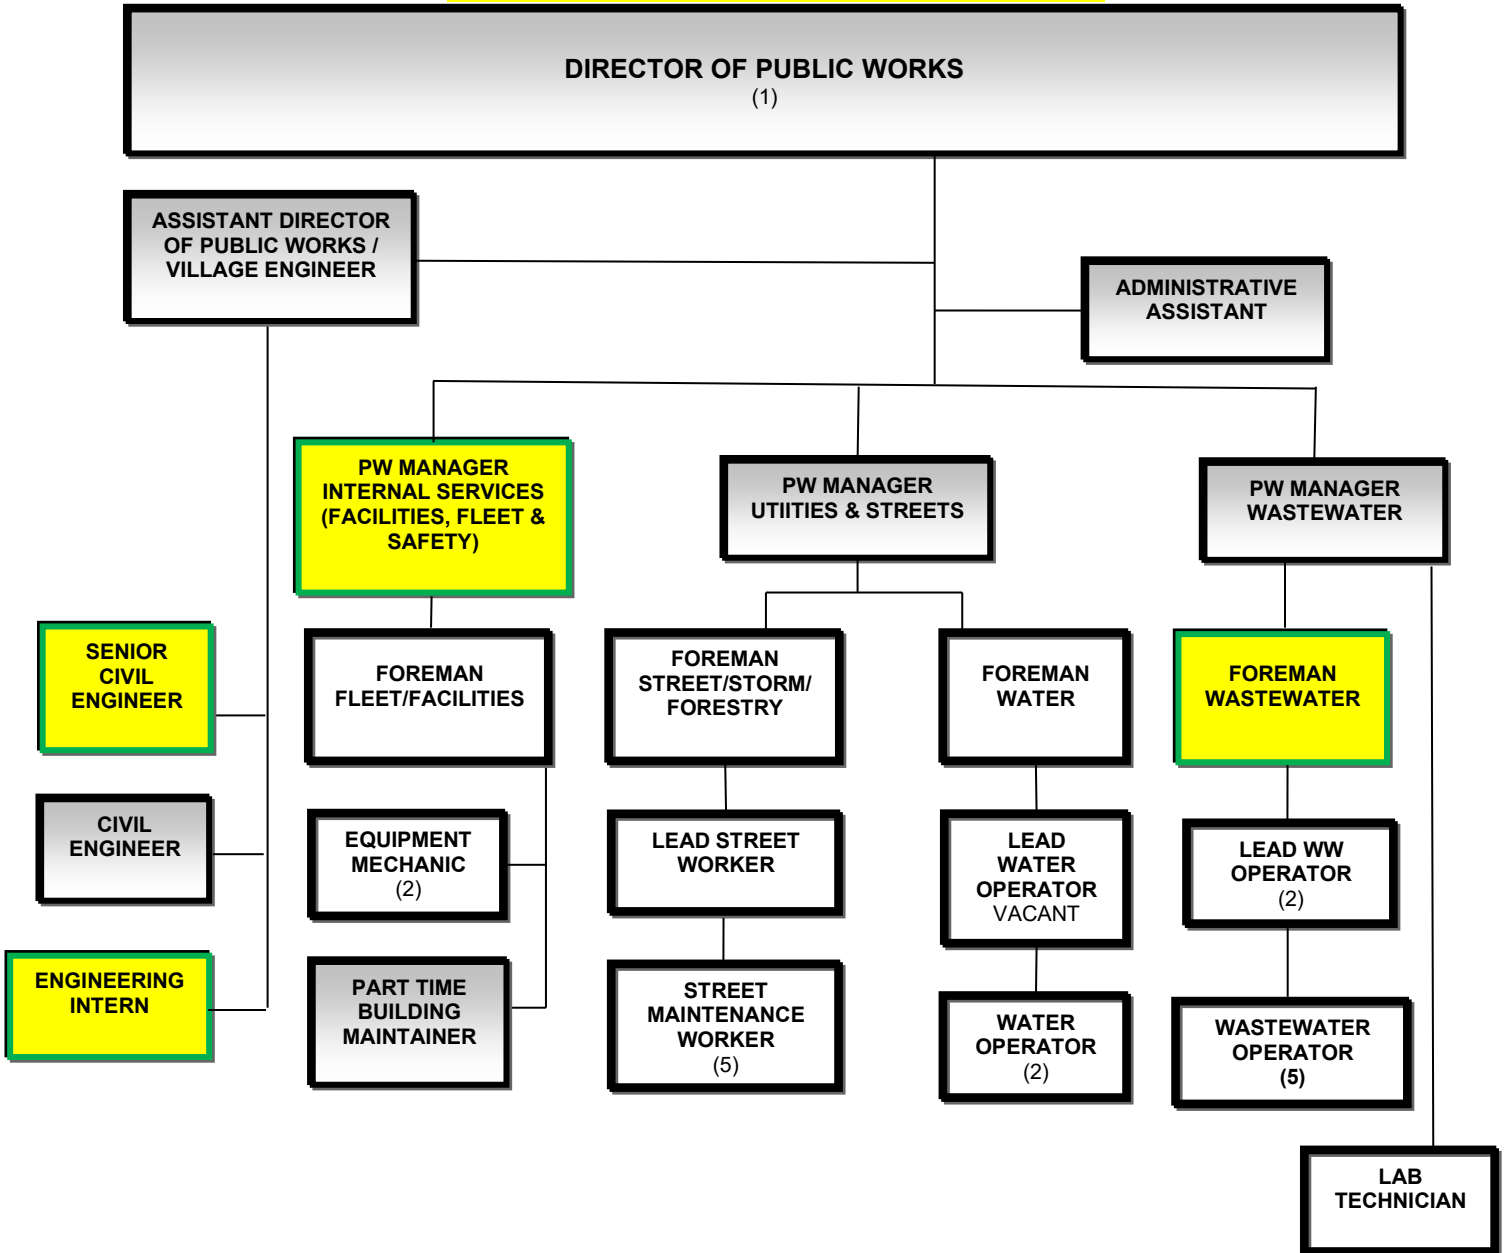 DIRECTOR OF PUBLIC WORKS
(1)
ASSISTANT DIRECTOR
OF PUBLIC WORKS /
VILLAGE ENGINEER
ADMINISTRATIVE
ASSISTANT
PW MANAGER
INTERNAL SERVICES
(FACILITIES, FLEET &
SAFETY)
PW MANAGER
UTIITIES & STREETS
PW MANAGER
WASTEWATER
SENIOR
CIVIL
ENGINEER
FOREMAN
FLEET/FACILITIES
FOREMAN
STREET/STORM/
FORESTRY
FOREMAN
WATER
FOREMAN
WASTEWATER
CIVIL
ENGINEER
EQUIPMENT
MECHANIC
(2)
LEAD STREET
WORKER
LEAD
WATER
OPERATOR
VACANT
LEAD WW
OPERATOR
(2)
ENGINEERING
INTERN
PART TIME
BUILDING
MAINTAINER
STREET
MAINTENANCE
WORKER
(5)
WATER
OPERATOR
(2)
WASTEWATER
OPERATOR
(5)
LAB
TECHNICIAN